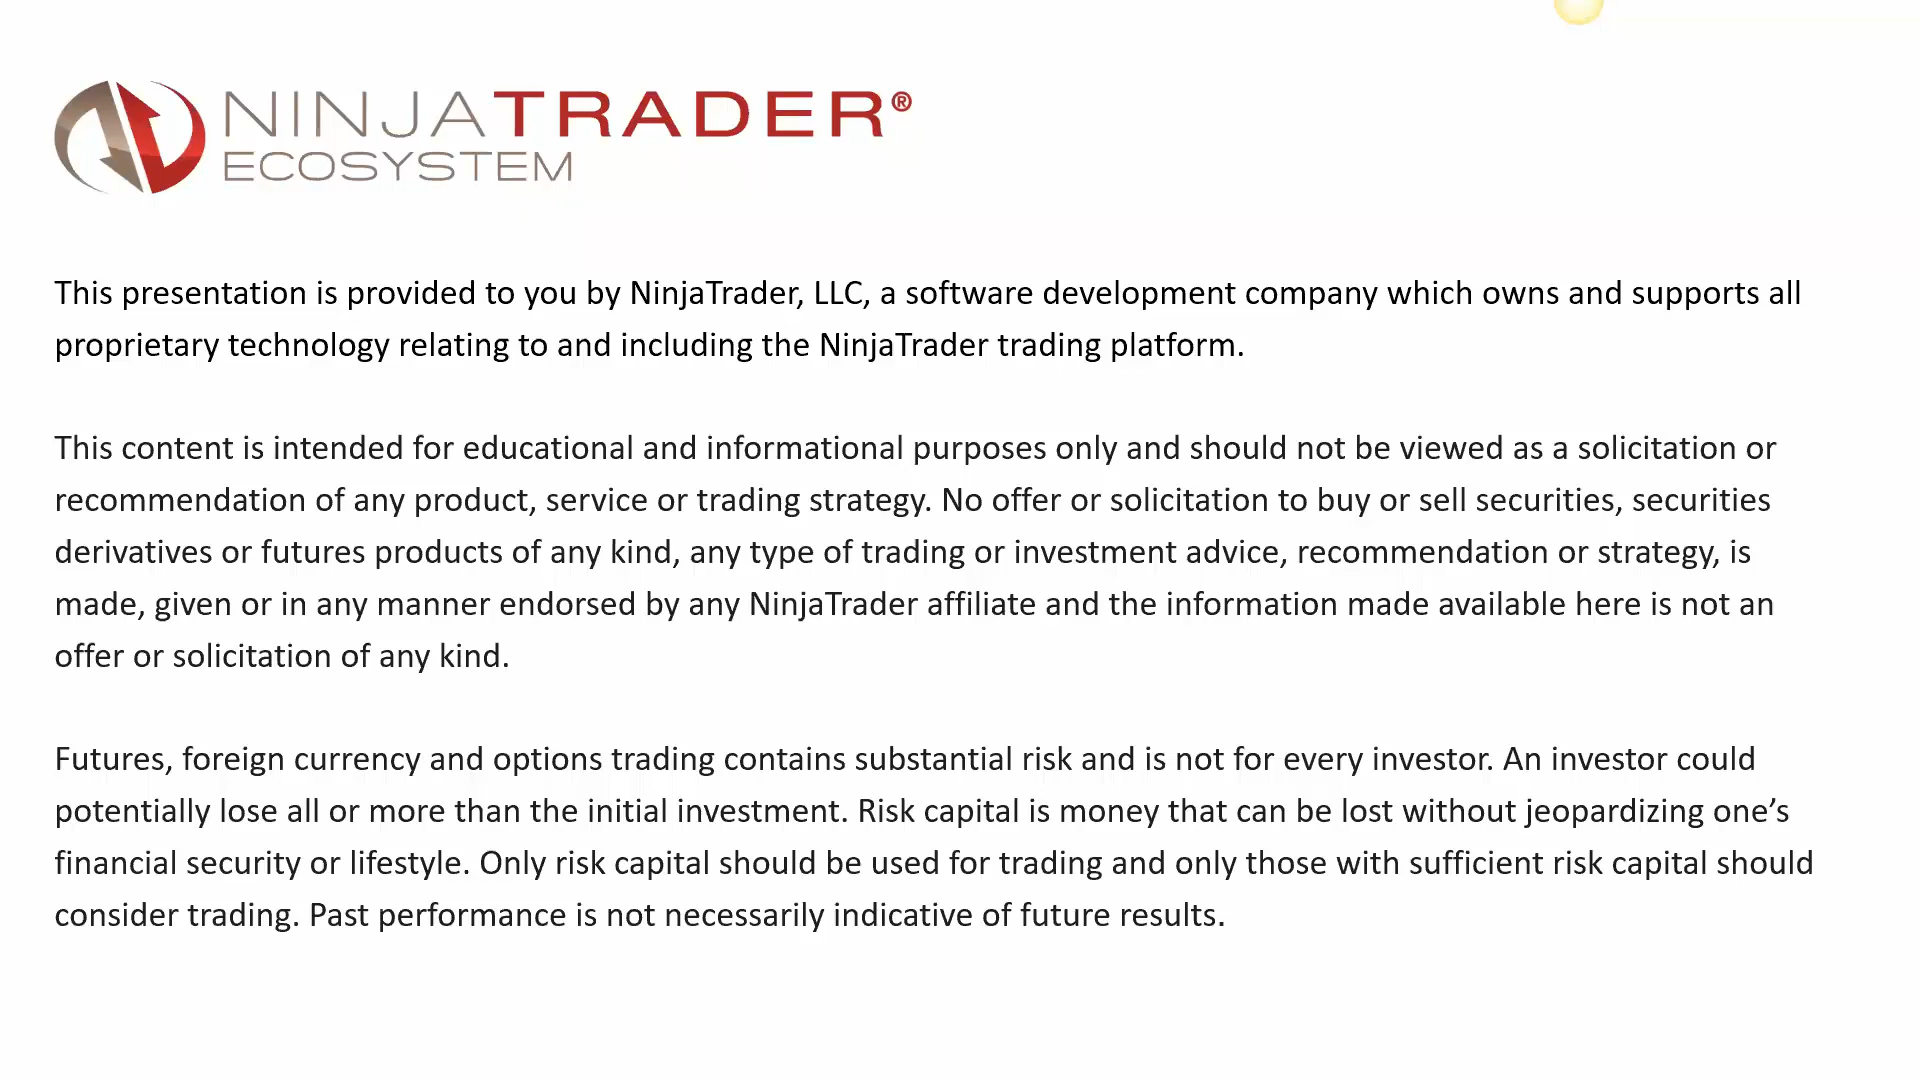 NINJATRADER®
ECOSYSTEM
This presentation is provided to you by NinjaTrader, LLC, a software development company which owns and supports all
proprietary technology relating to and including the NinjaTrader trading platform.
This content is intended for educational and informational purposes only and should not be viewed as a solicitation or
recommendation of any product, service or trading strategy. No offer or solicitation to buy or sell securities, securities
derivatives or futures products of any kind, any type of trading or investment advice, recommendation or strategy, is
made, given or in any manner endorsed by any NinjaTrader affiliate and the information made available here is not an
offer or solicitation of any kind.
Futures, foreign currency and options trading contains substantial risk and is not for every investor. An investor could
potentially lose all or more than the initial investment. Risk capital is money that can be lost without jeopardizing one’s
financial security or lifestyle. Only risk capital should be used for trading and only those with sufficient risk capital should
consider trading. Past performance is not necessarily indicative of future results.